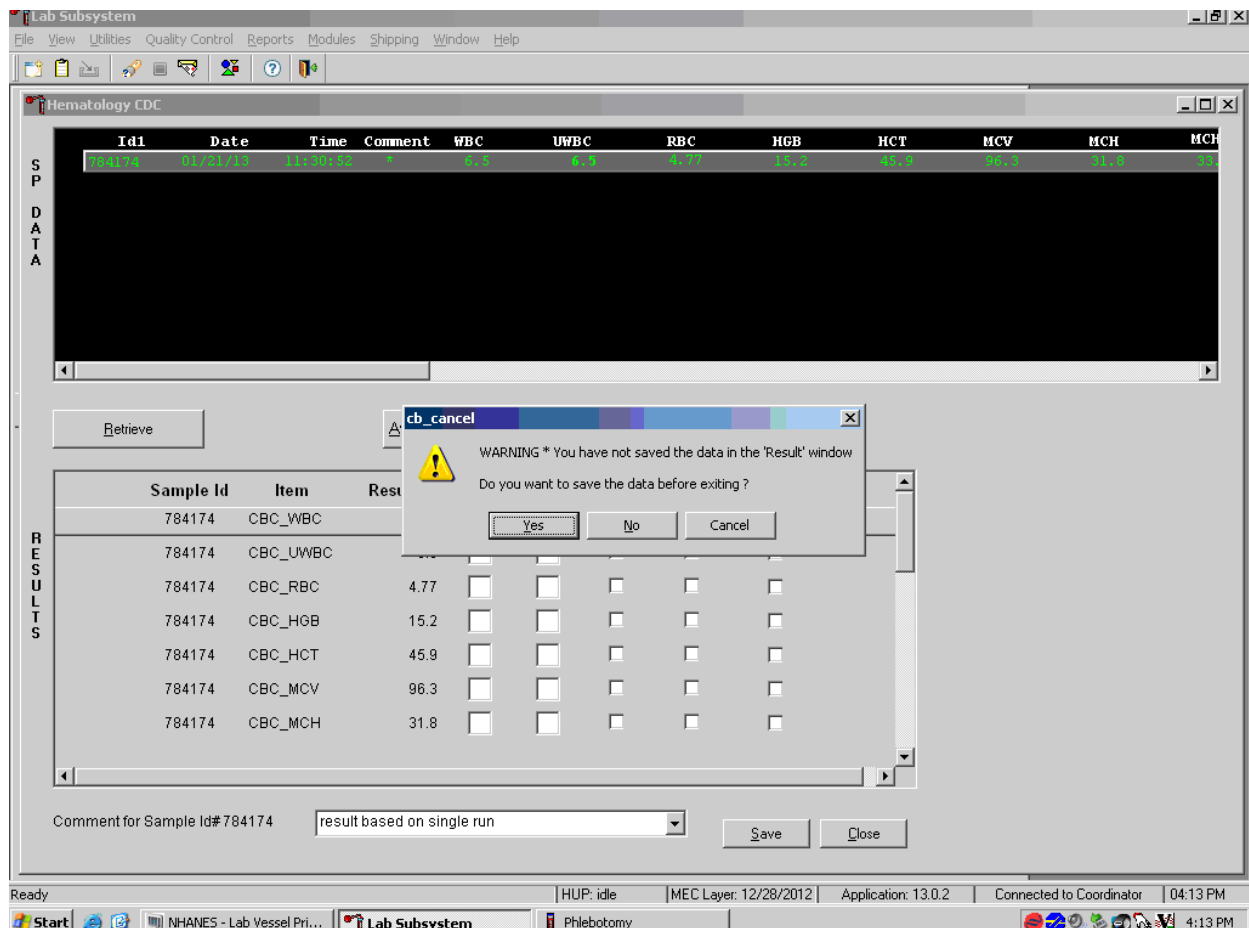 Lab Subsystem
File View Utilities Quality Control Reports Modules Shipping Window Help
Hematology CDC
Id1 Date Time Comment WBC UWBC RBC HGB HCT MCV MCH MCH
784174 01/21/13 11:30:52 * 6.5 6.5 4.77 15.2 45.9 96.3 31.8 33.
SP DATA
Retrieve
cb_cancel
WARNING * You have not saved the data in the 'Result' window
Do you want to save the data before exiting ?
Yes No Cancel
RESULTS
Sample Id Item Resu
784174 CBC_WBC
784174 CBC_UWBC
784174 CBC_RBC 4.77
784174 CBC_HGB 15.2
784174 CBC_HCT 45.9
784174 CBC_MCV 96.3
784174 CBC_MCH 31.8
Comment for Sample Id# 784174 result based on single run Save Close
Ready HUP: idle MEC Layer: 12/28/2012 Application: 13.0.2 Connected to Coordinator 04:13 PM
Start NHANES - Lab Vessel Pri... Lab Subsystem Phlebotomy 4:13 PM